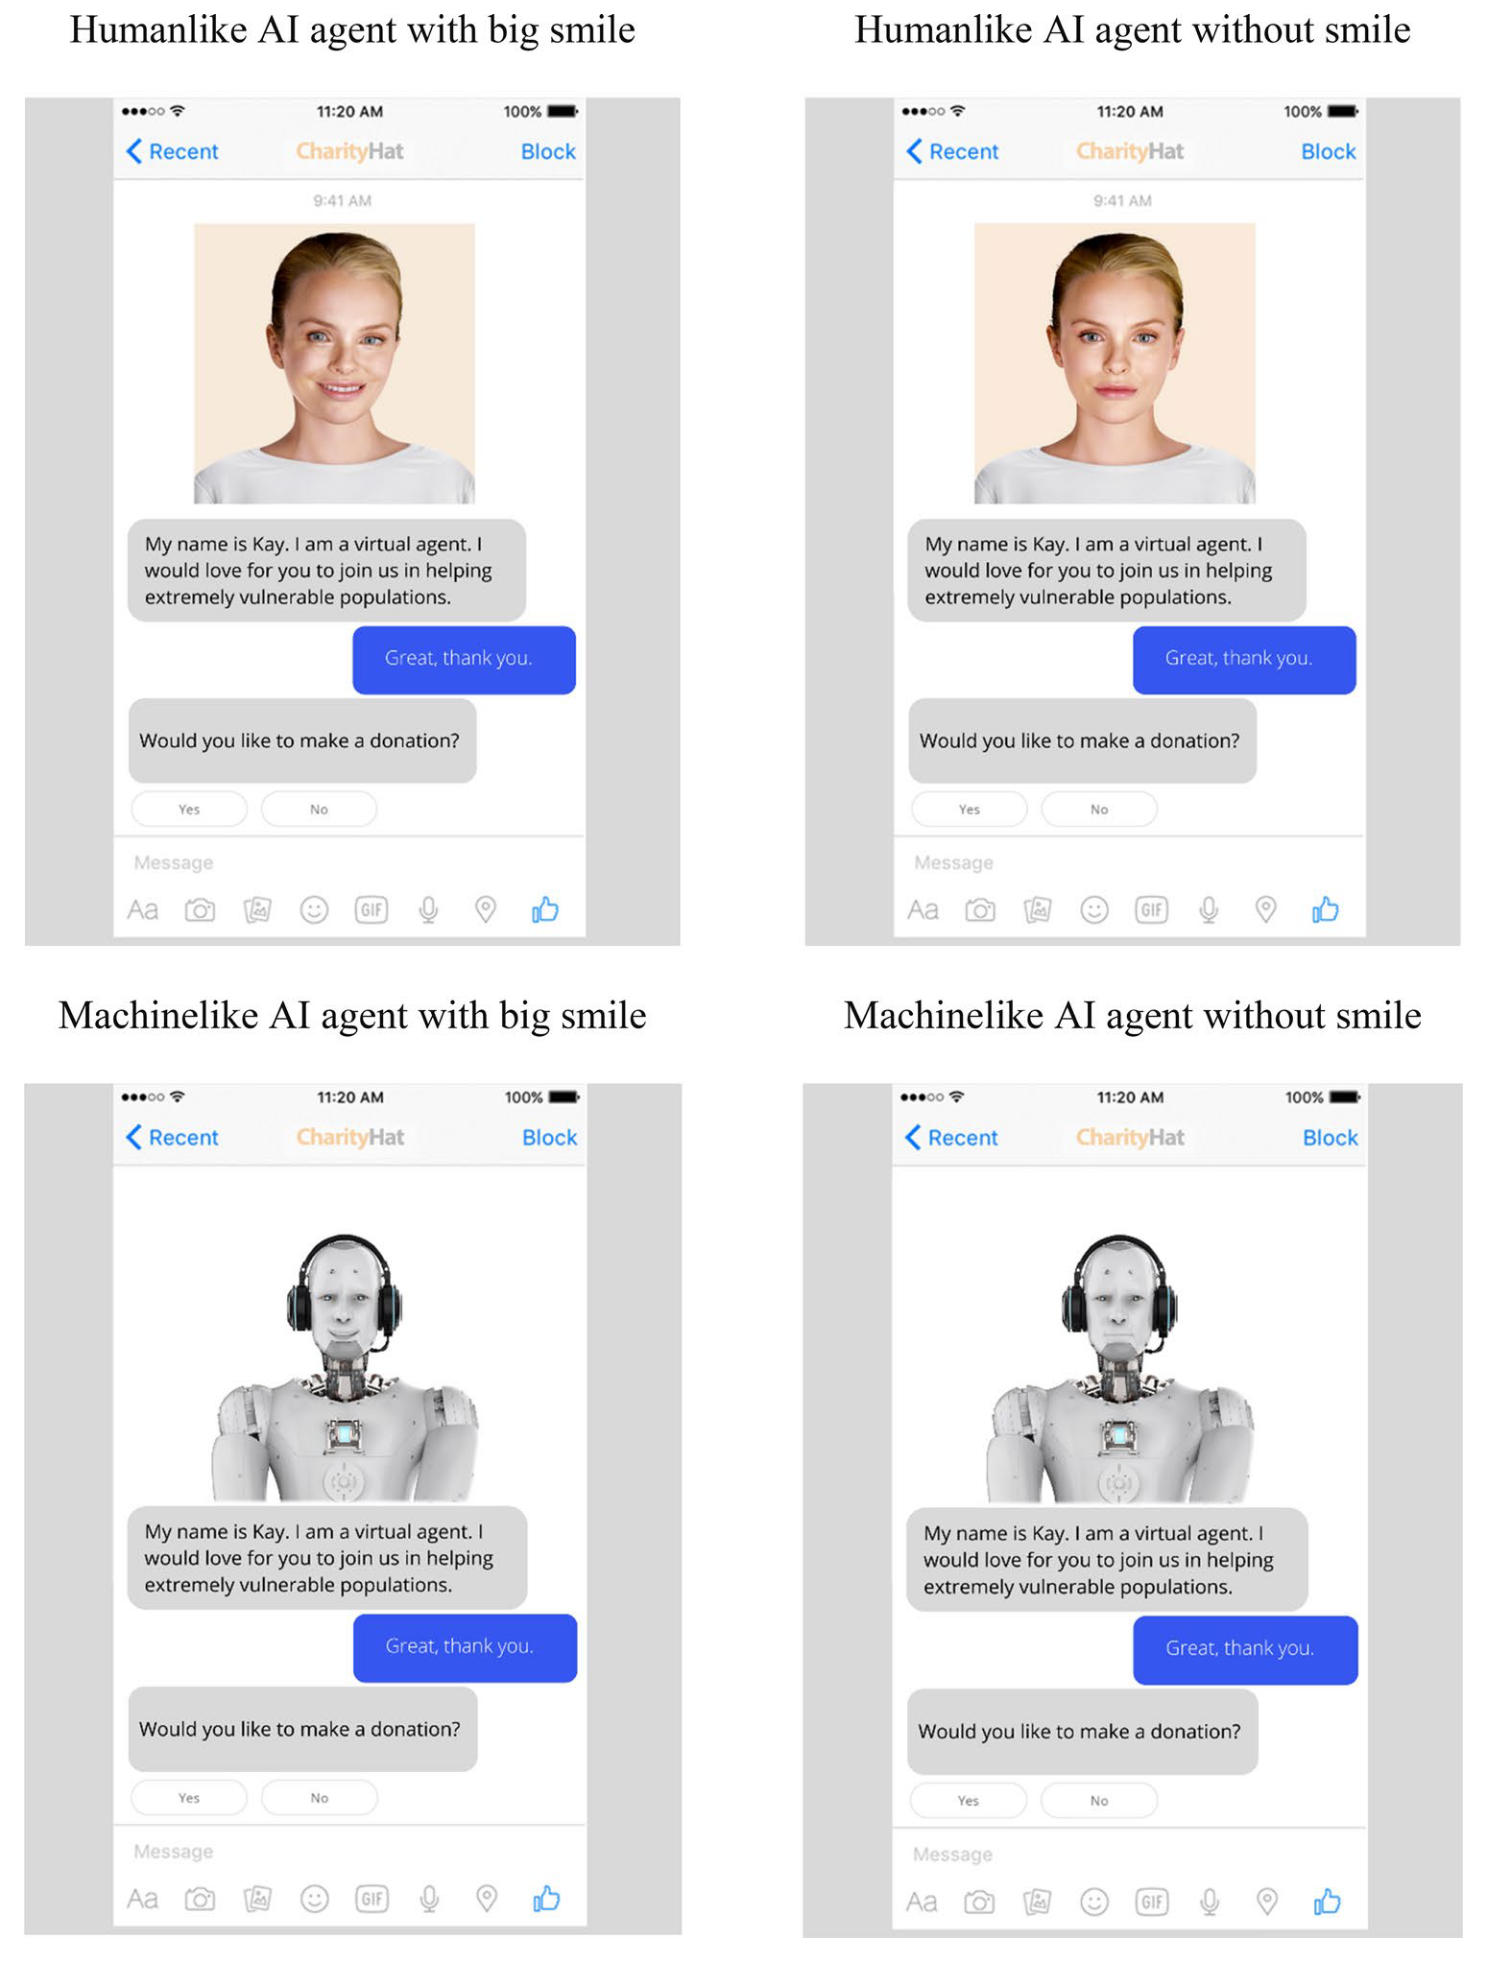 Humanlike AI agent with big smile
11:20 AM
100%
Recent
CharityHat
Block
9:41 AM
My name is Kay. I am a virtual agent. I
would love for you to join us in helping
extremely vulnerable populations.
Great, thank you.
Would you like to make a donation?
Yes
No
Message
Aa
GIF
Humanlike AI agent without smile
11:20 AM
100%
Recent
CharityHat
Block
9:41 AM
My name is Kay. I am a virtual agent. I
would love for you to join us in helping
extremely vulnerable populations.
Great, thank you.
Would you like to make a donation?
Yes
No
Message
Aa
GIF
Machinelike AI agent with big smile
11:20 AM
100%
Recent
CharityHat
Block
My name is Kay. I am a virtual agent. I
would love for you to join us in helping
extremely vulnerable populations.
Great, thank you.
Would you like to make a donation?
Yes
No
Message
Aa
GIF
Machinelike AI agent without smile
11:20 AM
100%
Recent
CharityHat
Block
My name is Kay. I am a virtual agent. I
would love for you to join us in helping
extremely vulnerable populations.
Great, thank you.
Would you like to make a donation?
Yes
No
Message
Aa
GIF